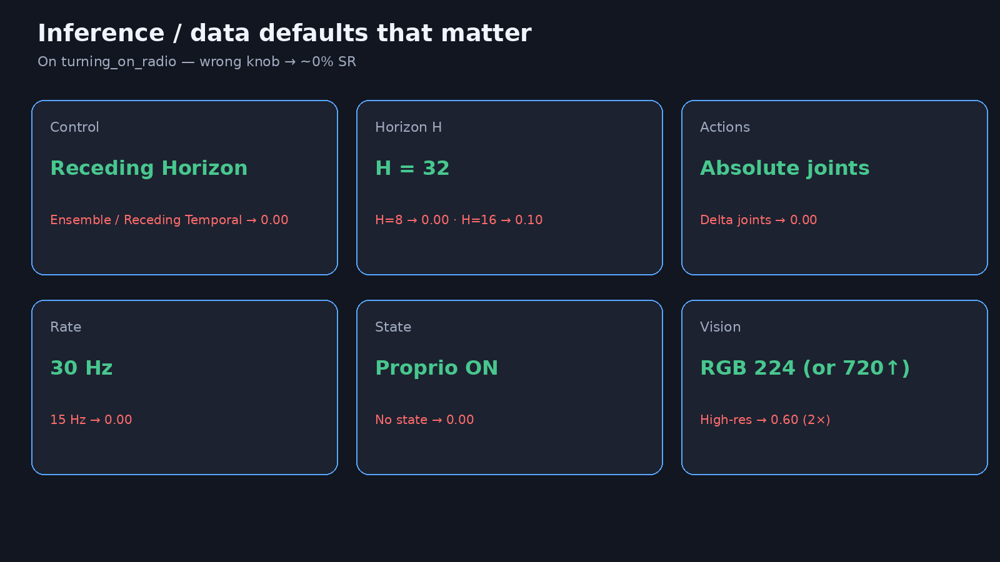 Inference / data defaults that matter
On turning_on_radio — wrong knob → ~0% SR
Control
Receding Horizon
Ensemble / Receding Temporal → 0.00
Horizon H
H = 32
H=8 → 0.00 · H=16 → 0.10
Actions
Absolute joints
Delta joints → 0.00
Rate
30 Hz
15 Hz → 0.00
State
Proprio ON
No state → 0.00
Vision
RGB 224 (or 720↑)
High-res → 0.60 (2×)